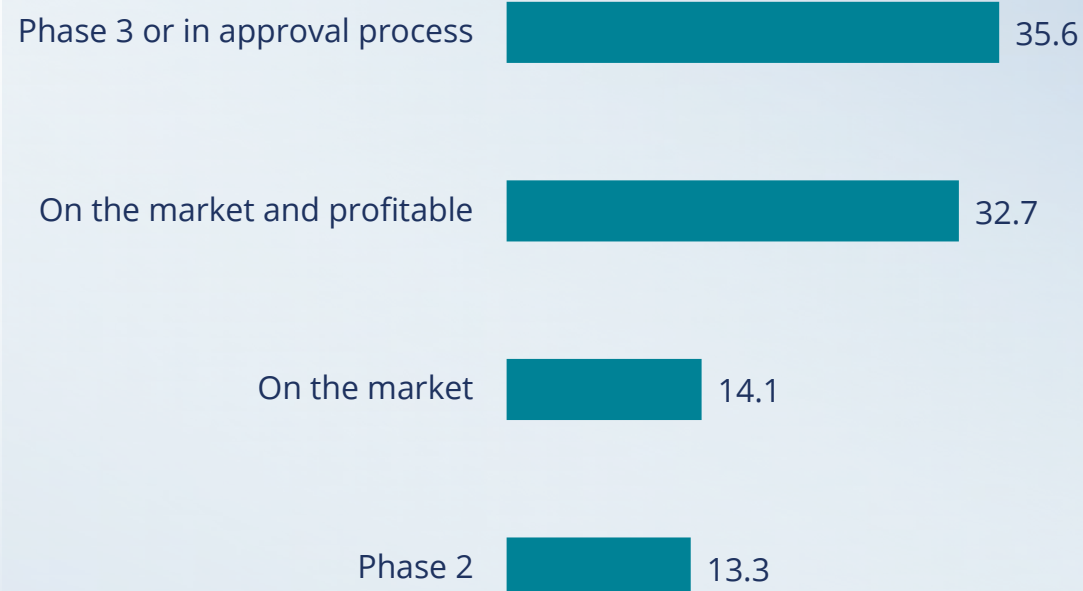 Phase 3 or in approval process 35.6
On the market and profitable 32.7
On the market 14.1
Phase 2 13.3